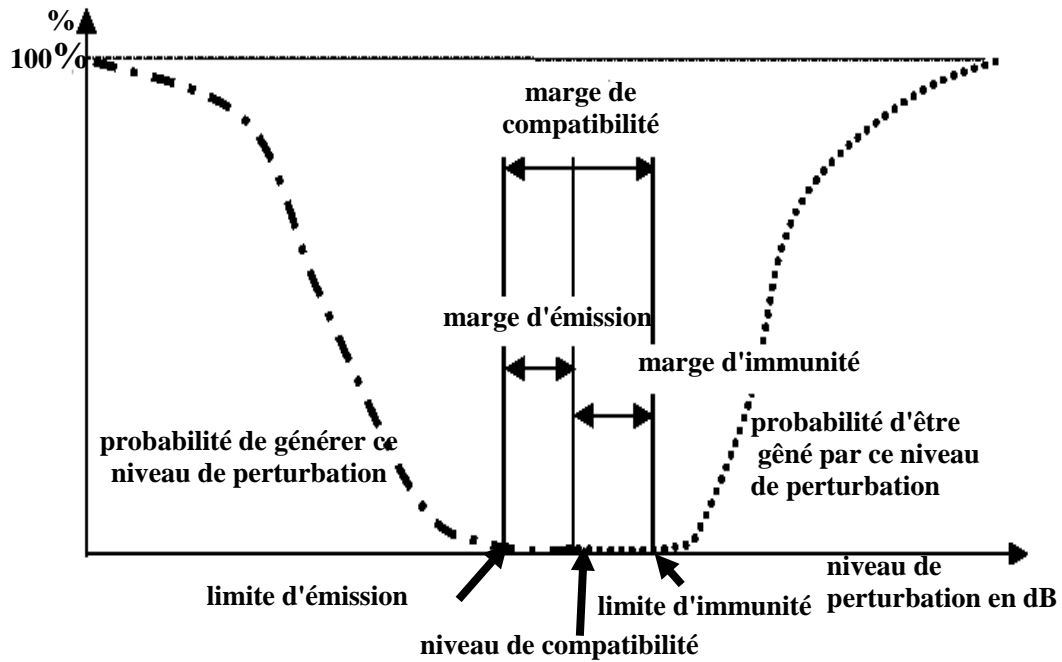 %
100%
marge de
compatibilité
marge d'émission
marge d'immunité
probabilité de générer ce
niveau de perturbation
probabilité d'être
gêné par ce niveau
de perturbation
limite d'émission
limite d'immunité
niveau de
perturbation en dB
niveau de compatibilité